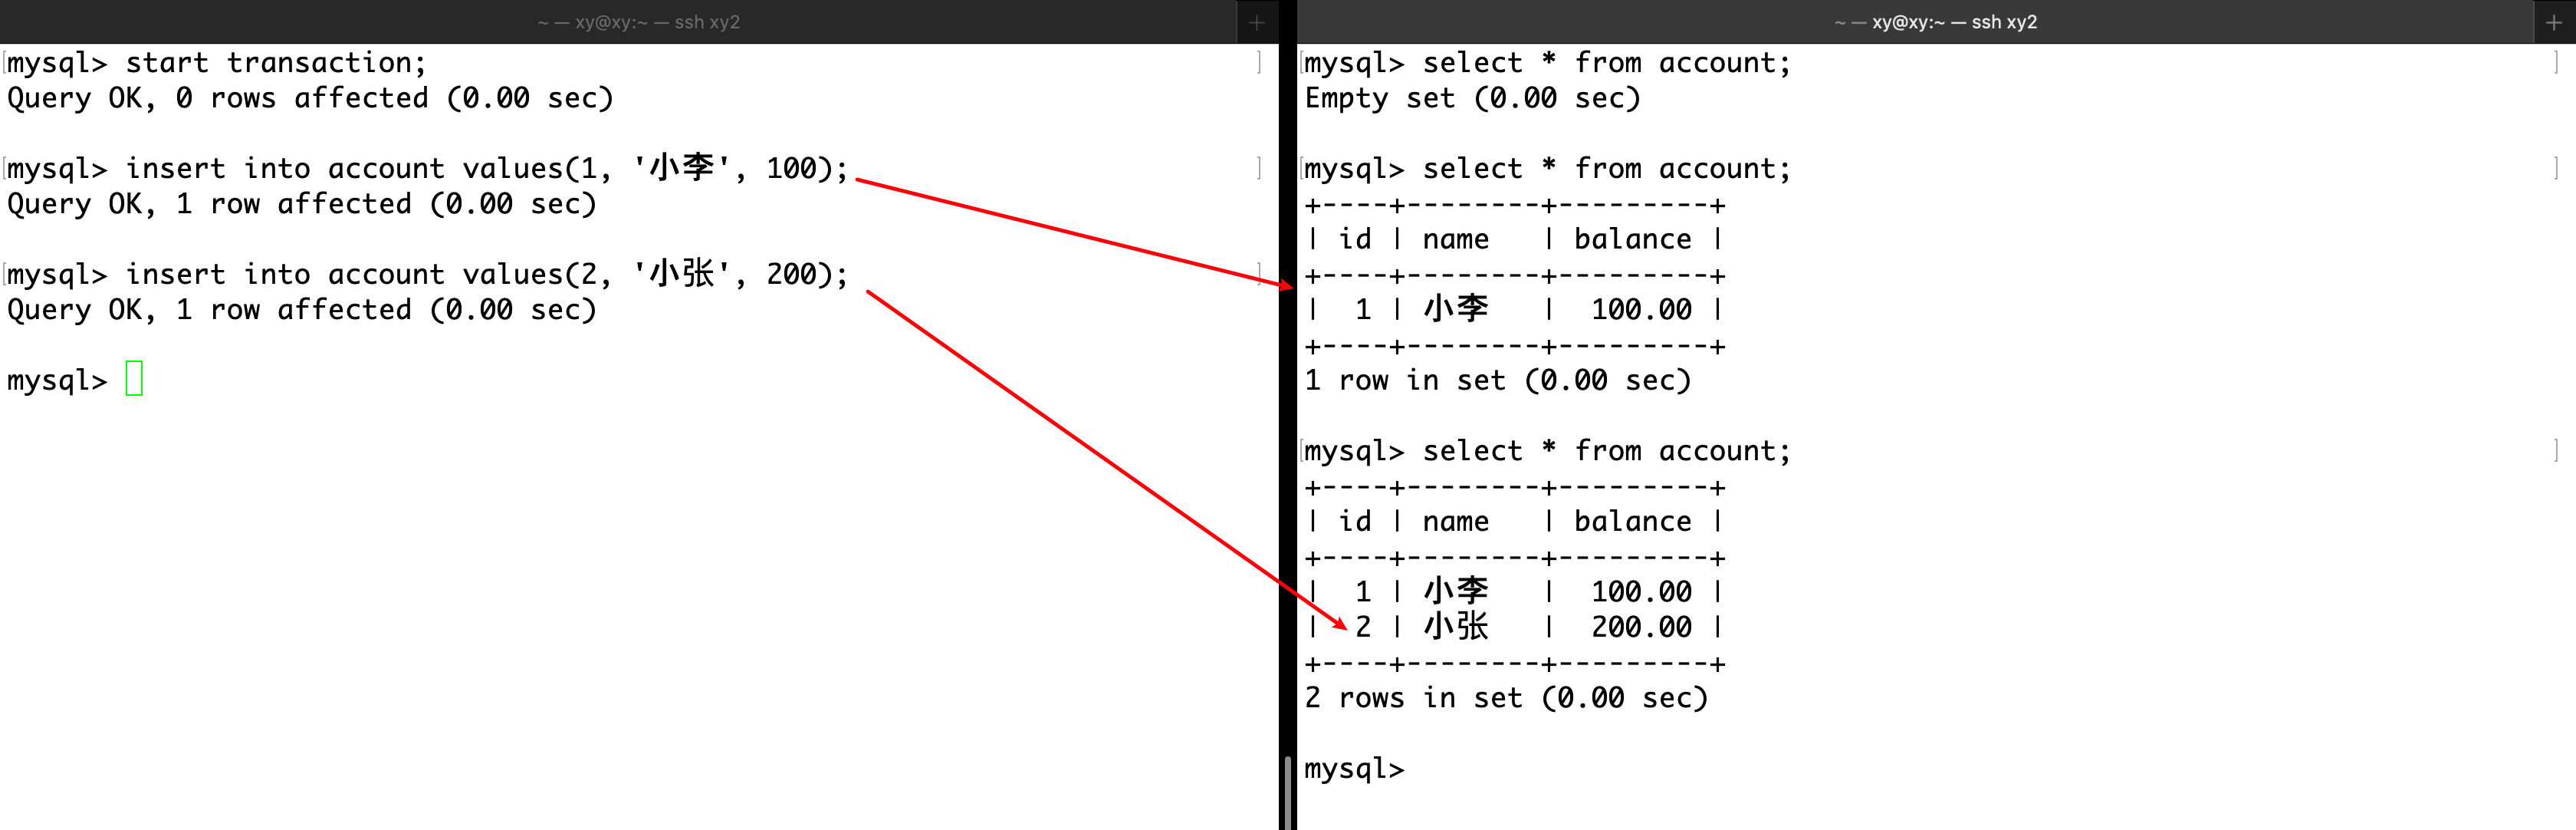 ~ — xy@xy:~ — ssh xy2
mysql> start transaction;
Query OK, 0 rows affected (0.00 sec)
mysql> insert into account values(1, '小李', 100);
Query OK, 1 row affected (0.00 sec)
mysql> insert into account values(2, '小张', 200);
Query OK, 1 row affected (0.00 sec)
mysql>
~ — xy@xy:~ — ssh xy2
mysql> select * from account;
Empty set (0.00 sec)
mysql> select * from account;
+----+--------+---------+
| id | name   | balance |
+----+--------+---------+
|  1 | 小李   |  100.00 |
+----+--------+---------+
1 row in set (0.00 sec)
mysql> select * from account;
+----+--------+---------+
| id | name   | balance |
+----+--------+---------+
|  1 | 小李   |  100.00 |
|  2 | 小张   |  200.00 |
+----+--------+---------+
2 rows in set (0.00 sec)
mysql>